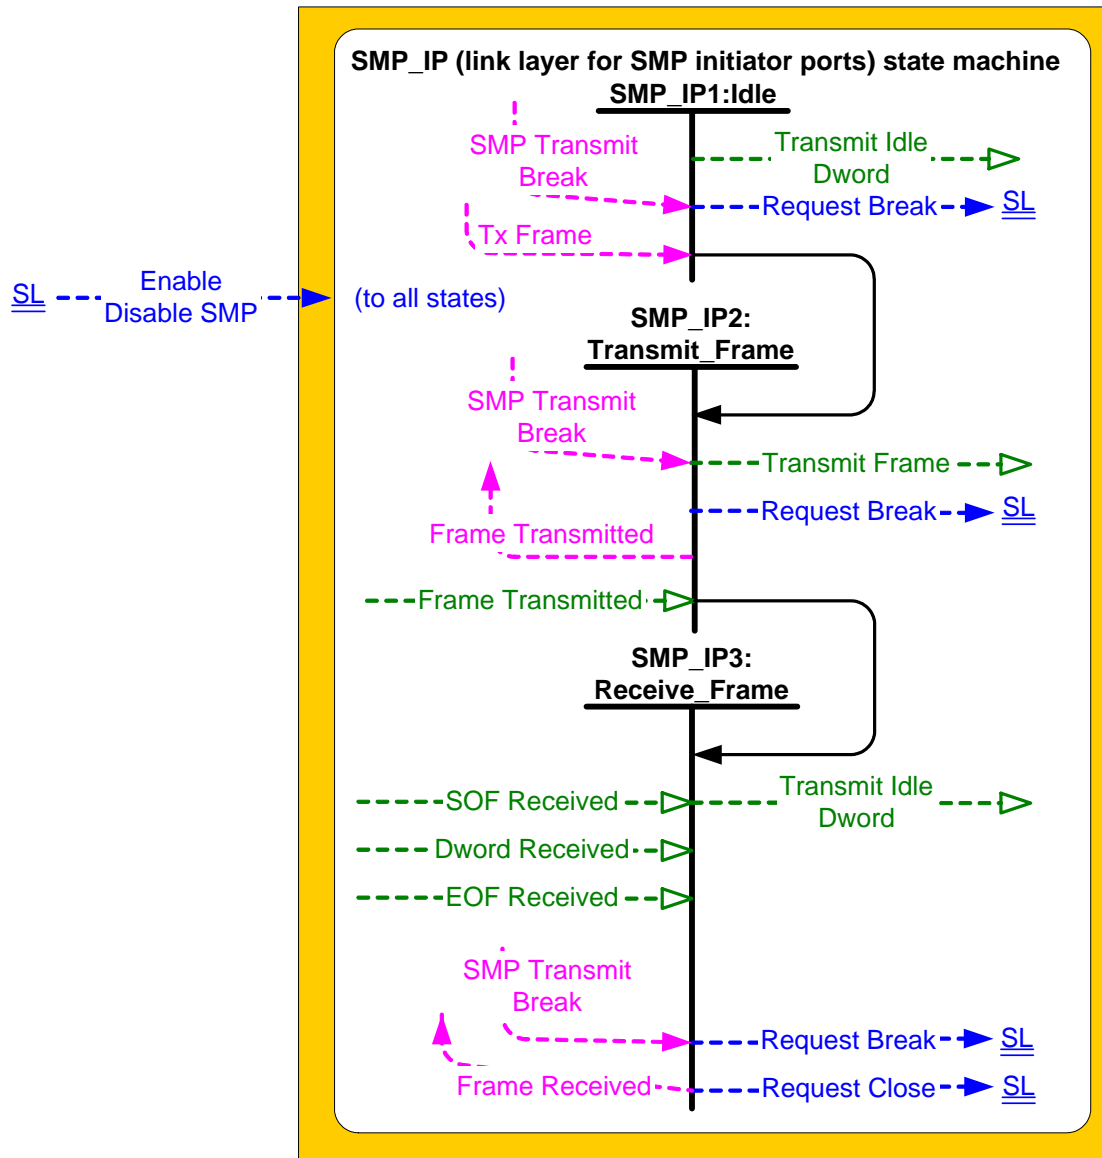 SMP_IP (link layer for SMP initiator ports) state machine
SMP_IP1:Idle
SMP Transmit
Break
Transmit Idle
Dword
Request Break
SL
Tx Frame
SL
Enable
Disable SMP
(to all states)
SMP_IP2:
Transmit_Frame
SMP Transmit
Break
Transmit Frame
Request Break
SL
Frame Transmitted
Frame Transmitted
SMP_IP3:
Receive_Frame
SOF Received
Transmit Idle
Dword
Dword Received
EOF Received
SMP Transmit
Break
Request Break
SL
Frame Received
Request Close
SL